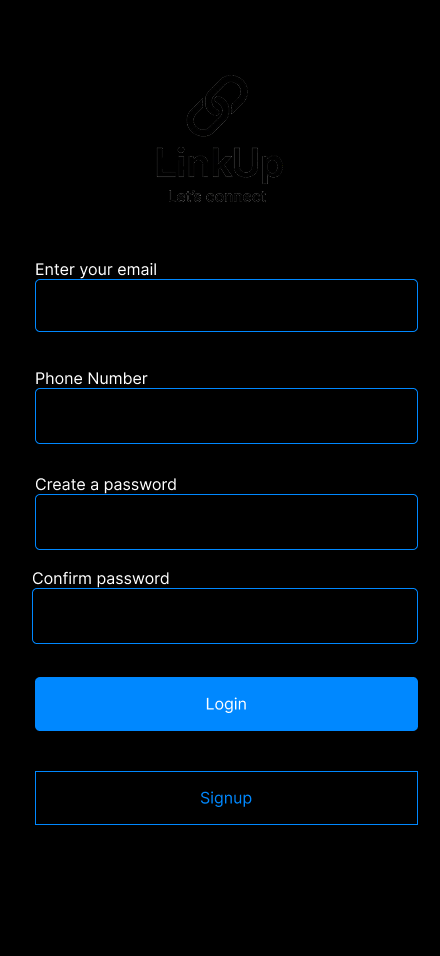 LinkUp
Let's connect
Enter your email
Phone Number
Create a password
Confirm password
Login
Signup